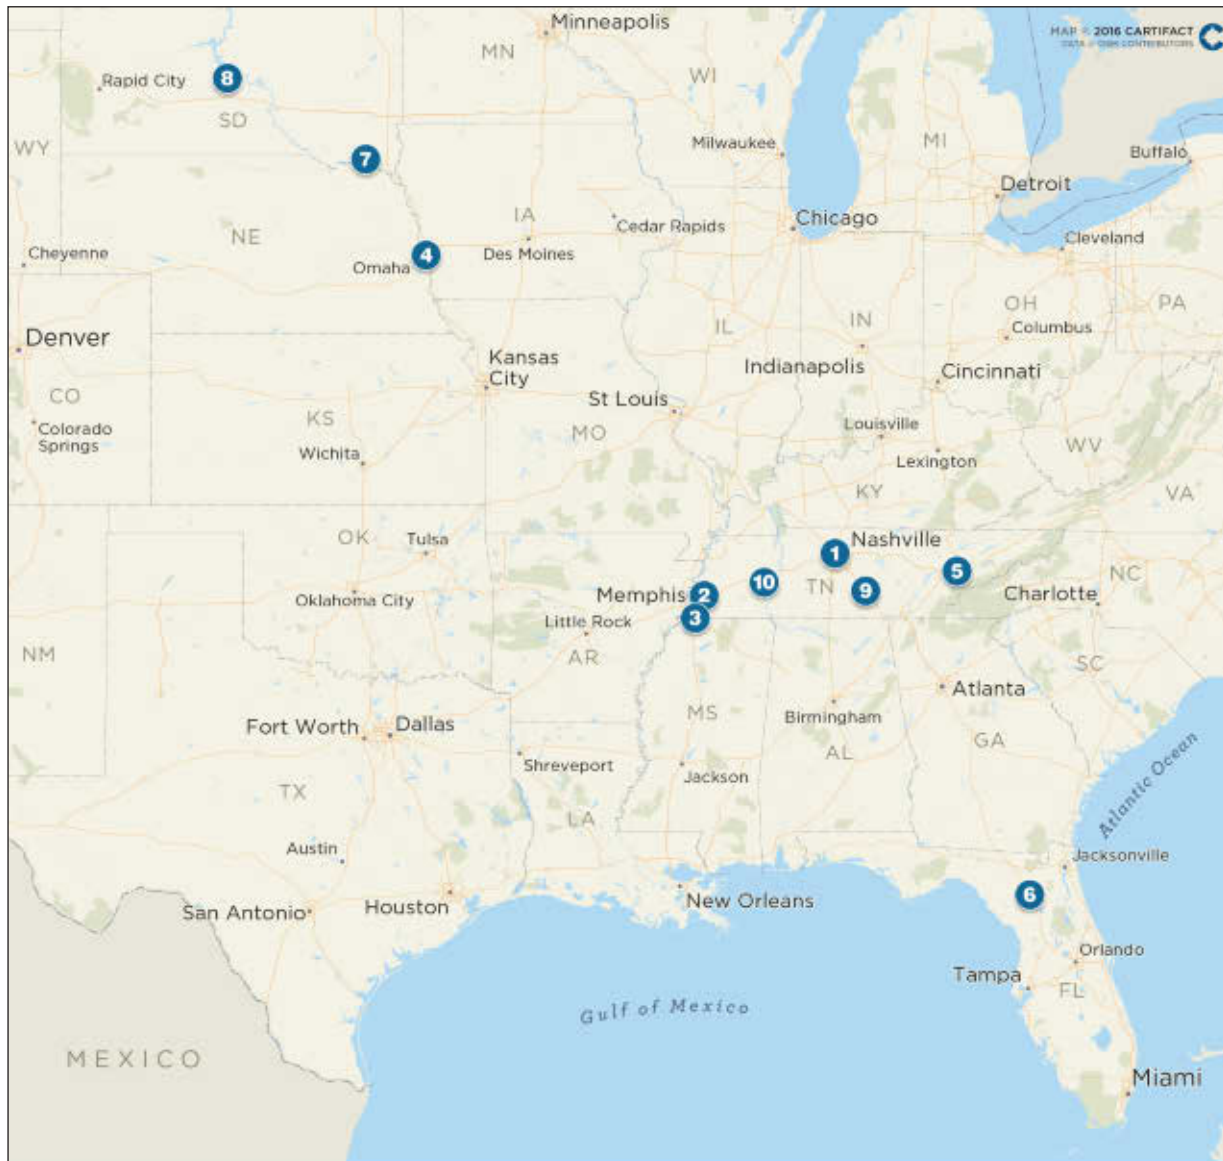 Minneapolis
MAP © 2016 CARTIFACT
DATA © OSM CONTRIBUTORS
MN
WI
Rapid City
8
SD
MI
Milwaukee
Buffalo
WY
7
Detroit
IA
Chicago
Cedar Rapids
NE
Cleveland
Cheyenne
4
Des Moines
Omaha
PA
OH
IL
IN
Columbus
Denver
Kansas
City
Indianapolis
Cincinnati
CO
St Louis
KS
Louisville
Colorado
Springs
MO
WV
Wichita
Lexington
KY
VA
OK
Tulsa
Nashville
1
5
NC
10
TN
9
Memphis
2
Charlotte
Oklahoma City
3
Little Rock
NM
AR
SC
Atlanta
MS
Fort Worth
Dallas
Birmingham
GA
AL
Shreveport
Jackson
Atlantic Ocean
TX
LA
Austin
Jacksonville
6
New Orleans
San Antonio
Houston
Orlando
Tampa
FL
Gulf of Mexico
MEXICO
Miami